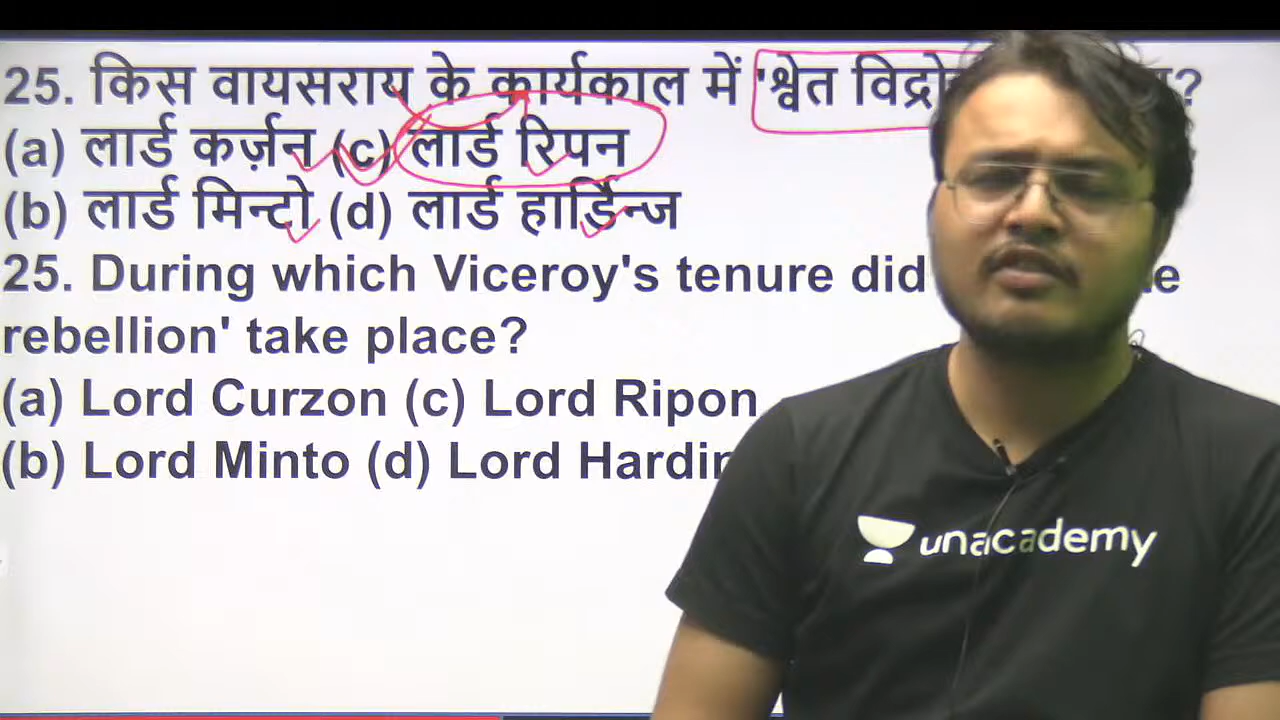 25. किस वायसराय के कार्यकाल में 'श्वेत विद्रो ?
(a) लार्ड कर्ज़न (c) लार्ड रिपन
(b) लार्ड मिन्टो (d) लार्ड हार्डिन्ज
25. During which Viceroy's tenure did
rebellion' take place?
(a) Lord Curzon (c) Lord Ripon
(b) Lord Minto (d) Lord Hardin
unacademy